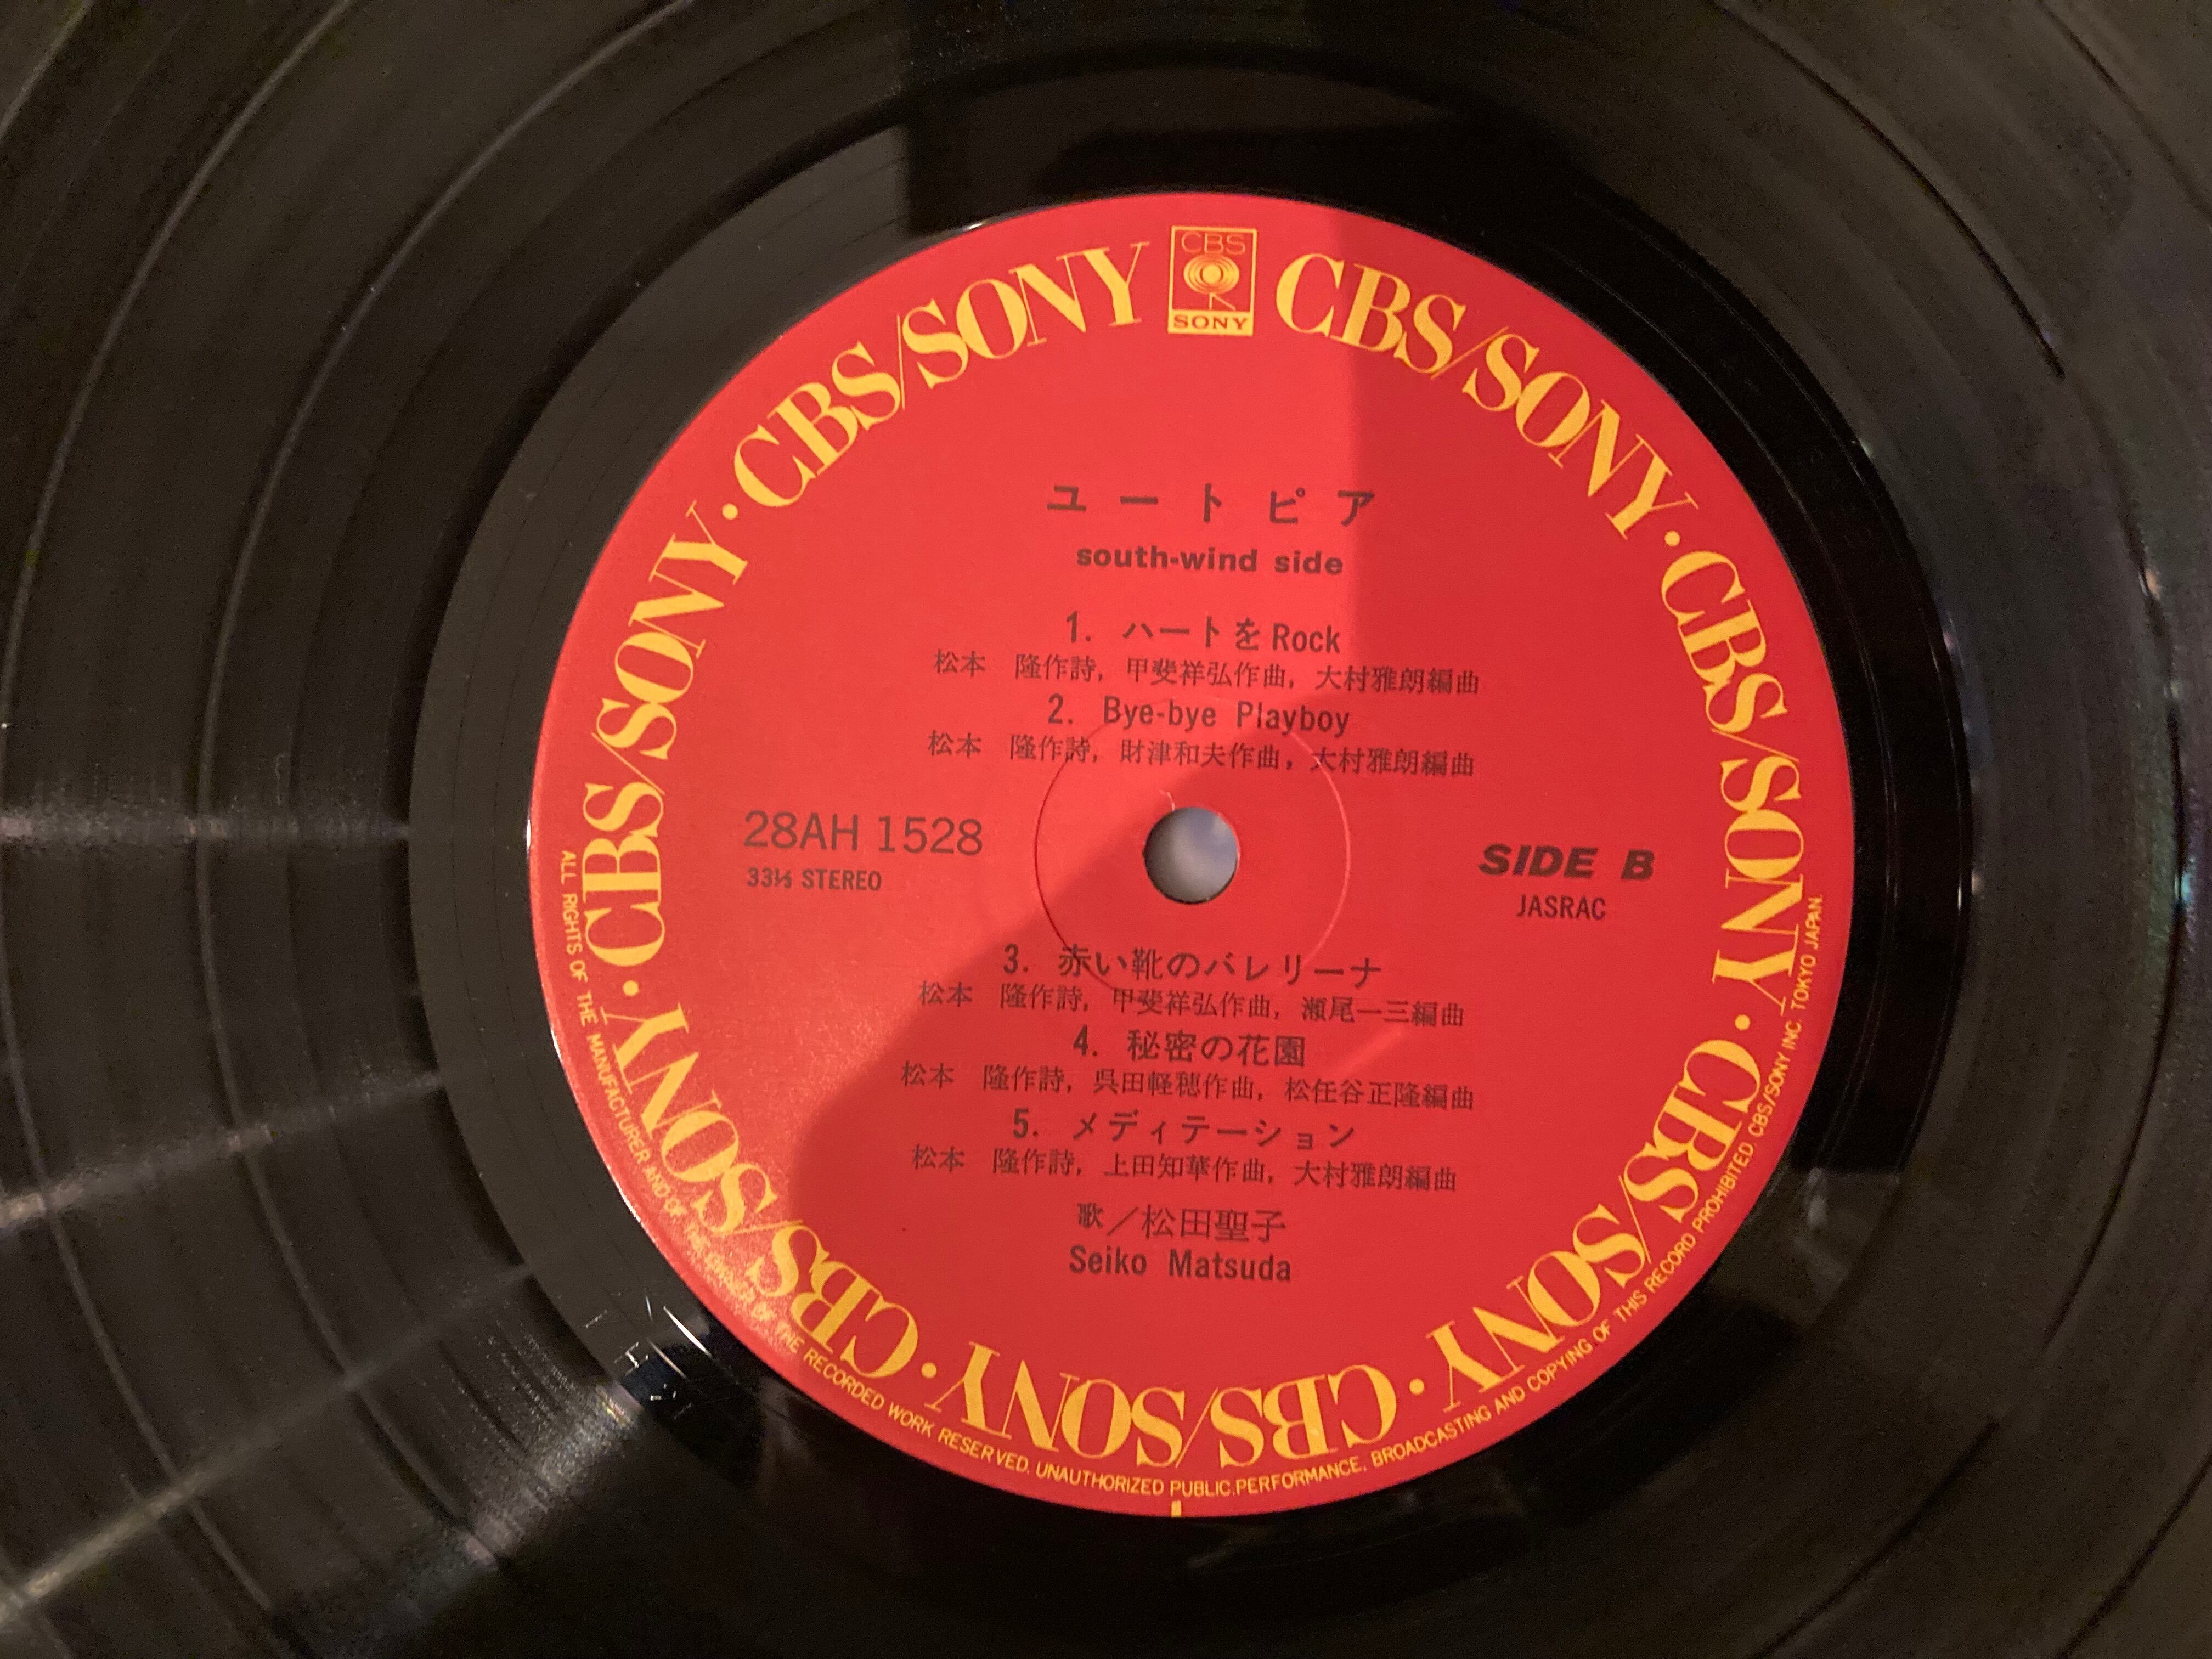 CBS
SONY
CBS/SONY · CBS/SONY · CBS/SONY · CBS/SONY · CBS/SONY · CBS/SONY · CBS/SONY · CBS/SONY
ユートピア
south-wind side
1. ハートをRock
松本 隆作詩, 甲斐祥弘作曲, 大村雅朗編曲
2. Bye-bye Playboy
松本 隆作詩, 財津和夫作曲, 大村雅朗編曲
28AH 1528
33⅓ STEREO
SIDE B
JASRAC
3. 赤い靴のバレリーナ
松本 隆作詩, 甲斐祥弘作曲, 瀬尾一三編曲
4. 秘密の花園
松本 隆作詩, 呉田軽穂作曲, 松任谷正隆編曲
5. メディテーション
松本 隆作詩, 上田知華作曲, 大村雅朗編曲
歌／松田聖子
Seiko Matsuda
ALL RIGHTS OF THE MANUFACTURER AND OF THE OWNER OF THE RECORDED WORK RESERVED. UNAUTHORIZED PUBLIC PERFORMANCE, BROADCASTING AND COPYING OF THIS RECORD PROHIBITED CBS/SONY INC. TOKYO JAPAN.